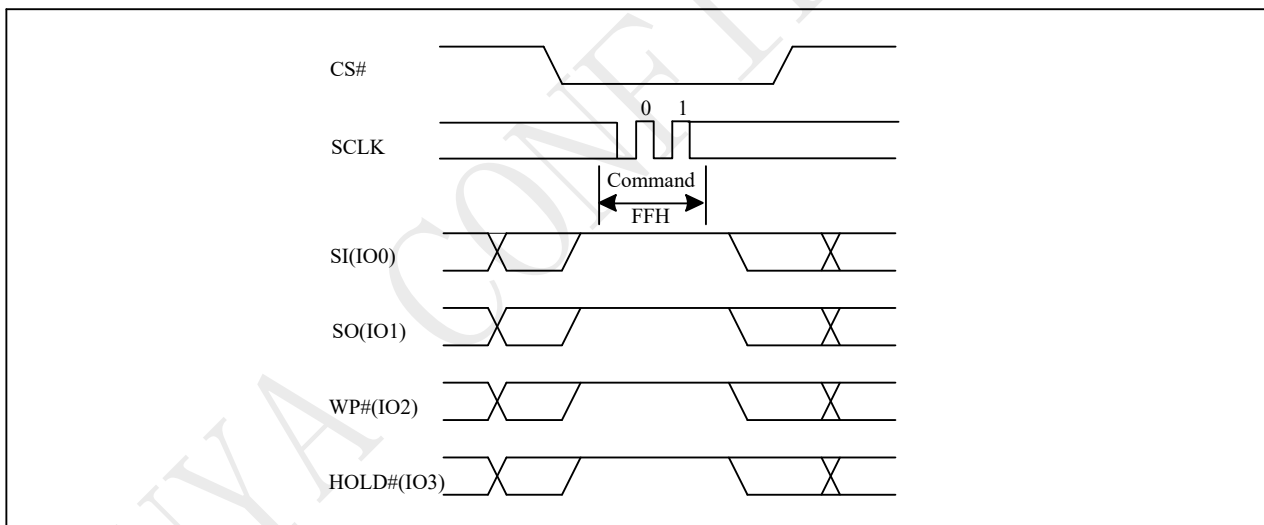 CS#
0 1
SCLK
Command
FFH
SI(IO0)
SO(IO1)
WP#(IO2)
HOLD#(IO3)